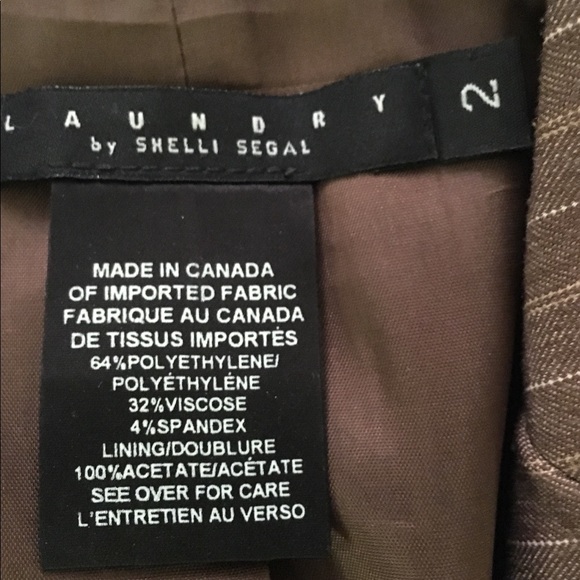 L A U N D R Y
by SHELLI SEGAL
2
MADE IN CANADA
OF IMPORTED FABRIC
FABRIQUE AU CANADA
DE TISSUS IMPORTÉS
64%POLYETHYLENE/
POLYÉTHYLÉNE
32%VISCOSE
4%SPANDEX
LINING/DOUBLURE
100%ACETATE/ACÉTATE
SEE OVER FOR CARE
L'ENTRETIEN AU VERSO